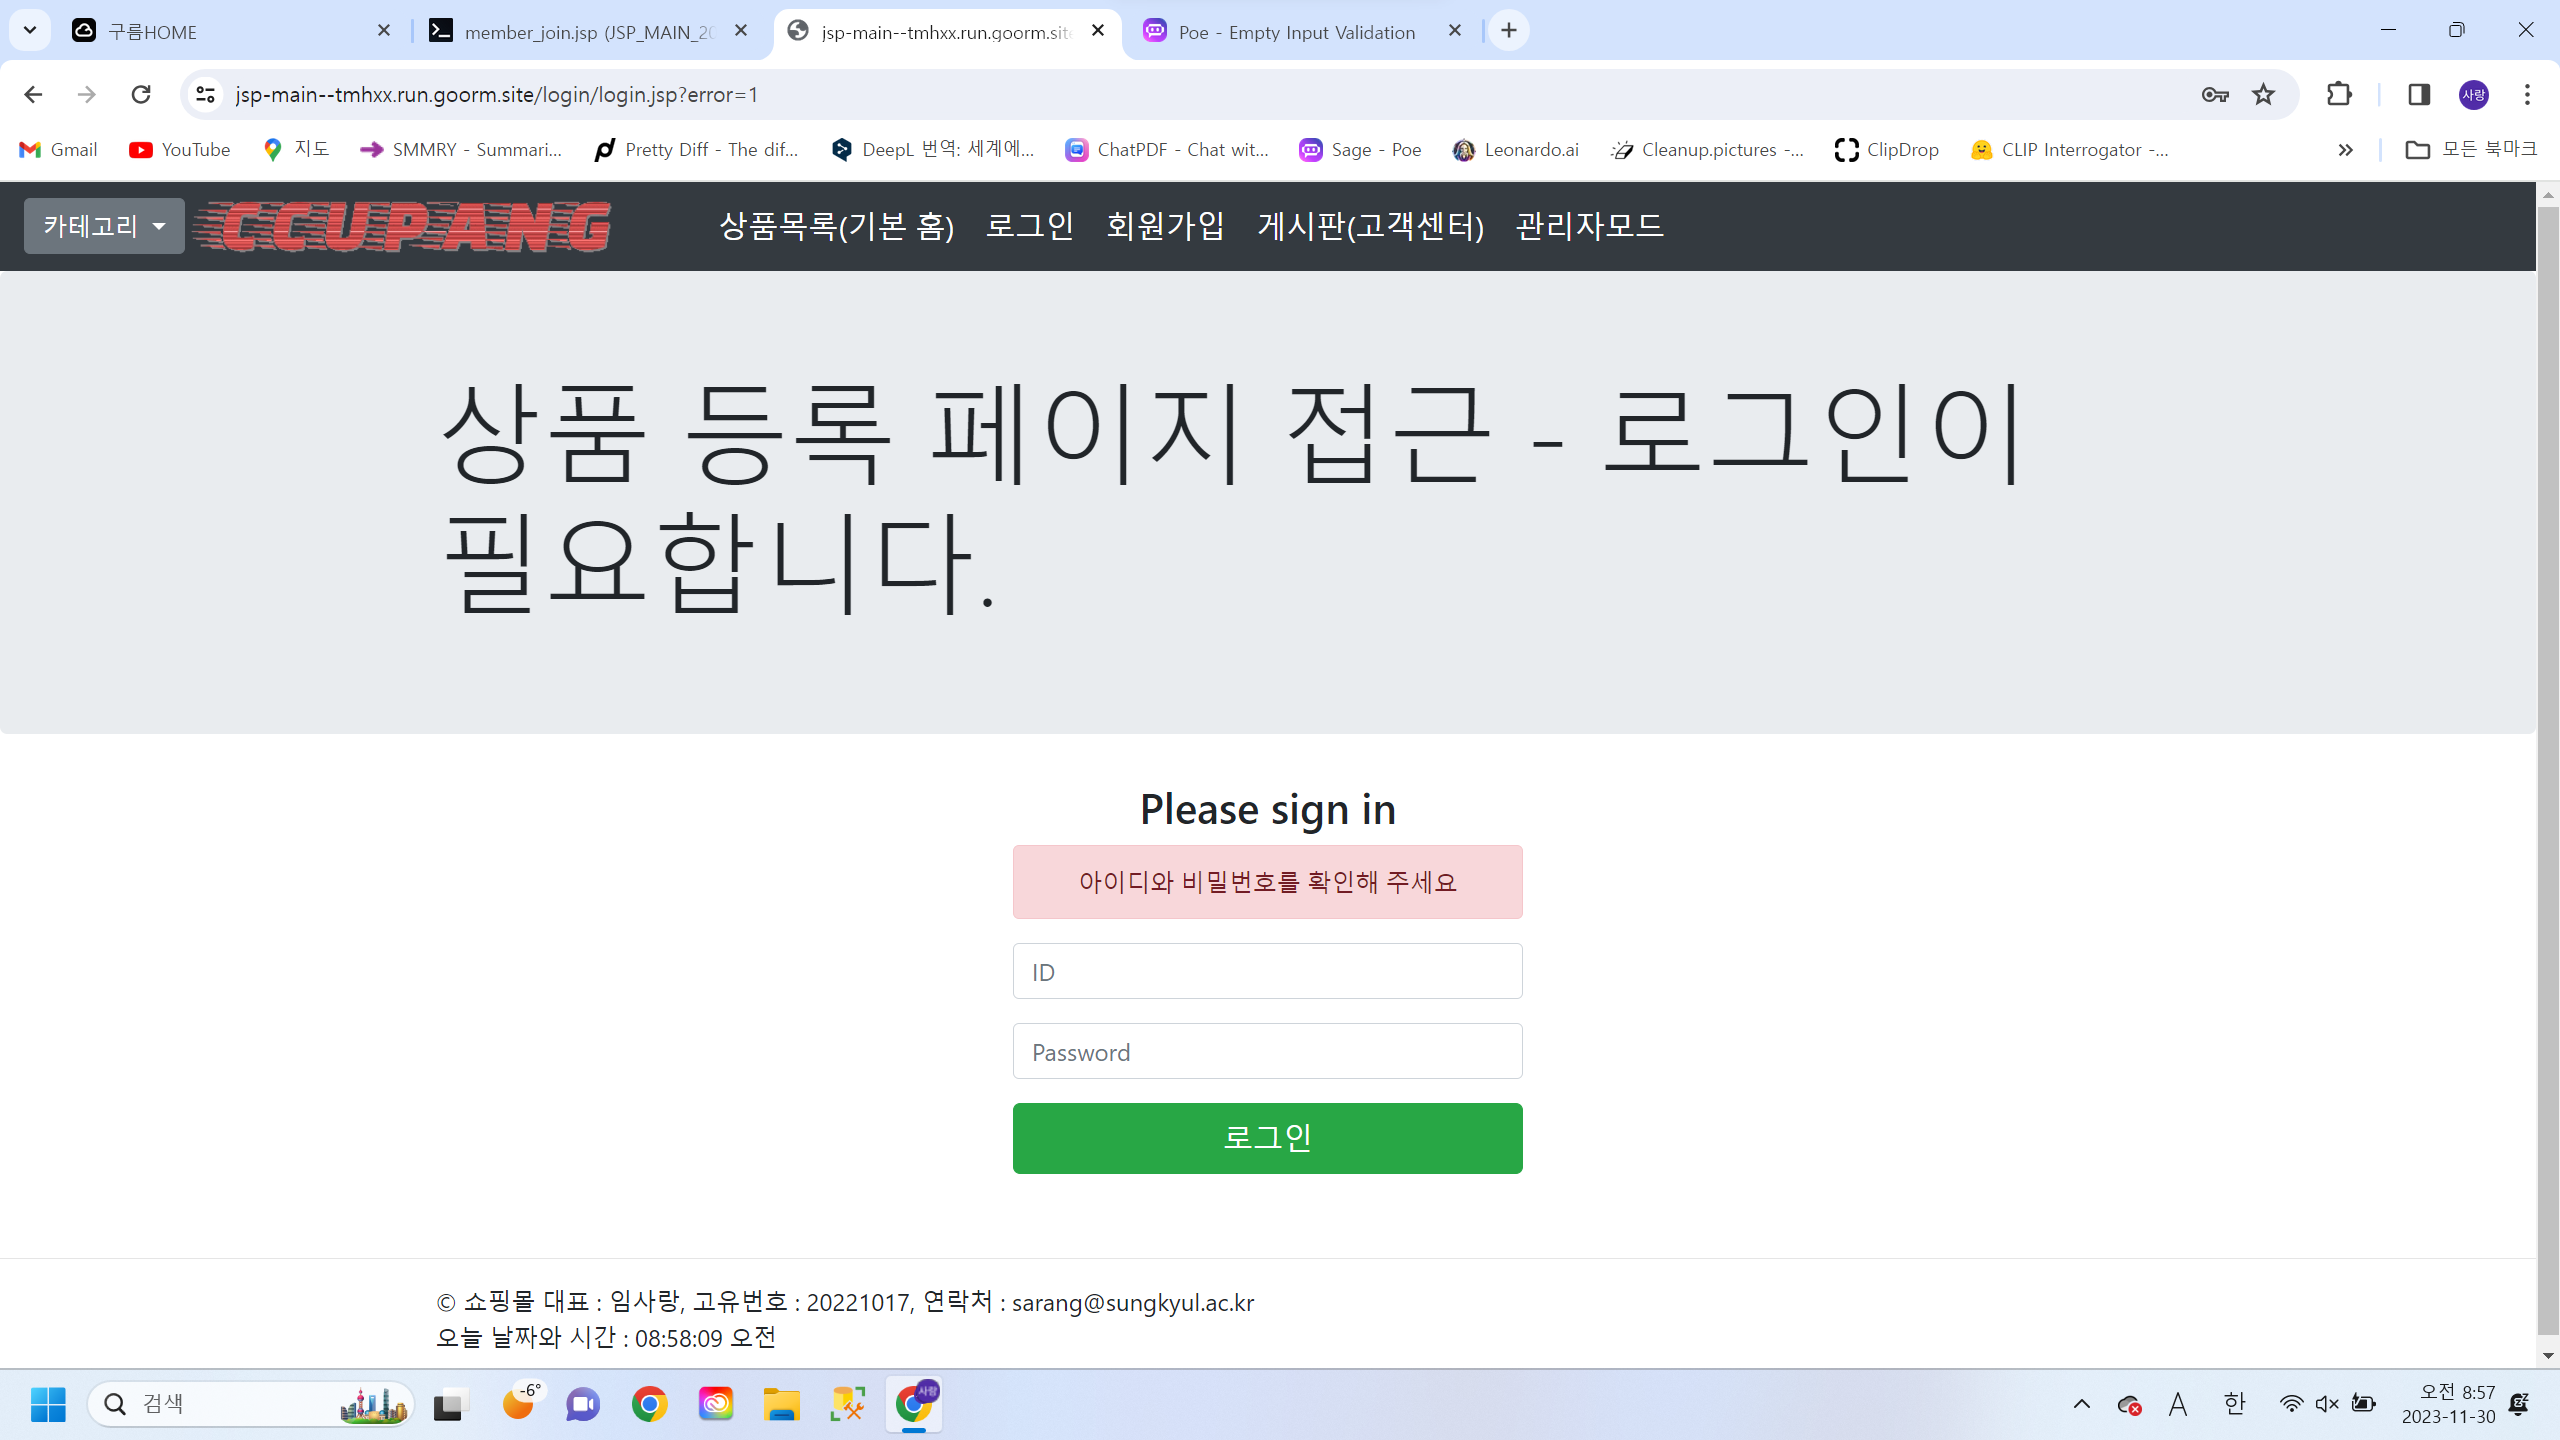 구름HOME
member_join.jsp (JSP_MAIN_20
jsp-main--tmhxx.run.goorm.site
Poe - Empty Input Validation
jsp-main--tmhxx.run.goorm.site/login/login.jsp?error=1
사랑
Gmail
YouTube
지도
SMMRY - Summari...
Pretty Diff - The dif...
DeepL 번역: 세계에...
ChatPDF - Chat wit...
Sage - Poe
Leonardo.ai
Cleanup.pictures -...
ClipDrop
CLIP Interrogator -...
모든 북마크
카테고리
CCUPANG
상품목록(기본 홈)
로그인
회원가입
게시판(고객센터)
관리자모드
상품 등록 페이지 접근 - 로그인이
필요합니다.
Please sign in
아이디와 비밀번호를 확인해 주세요
ID
Password
로그인
© 쇼핑몰 대표 : 임사랑, 고유번호 : 20221017, 연락처 : sarang@sungkyul.ac.kr
오늘 날짜와 시간 : 08:58:09 오전
검색
-6°
사랑
A
한
오전 8:57
2023-11-30